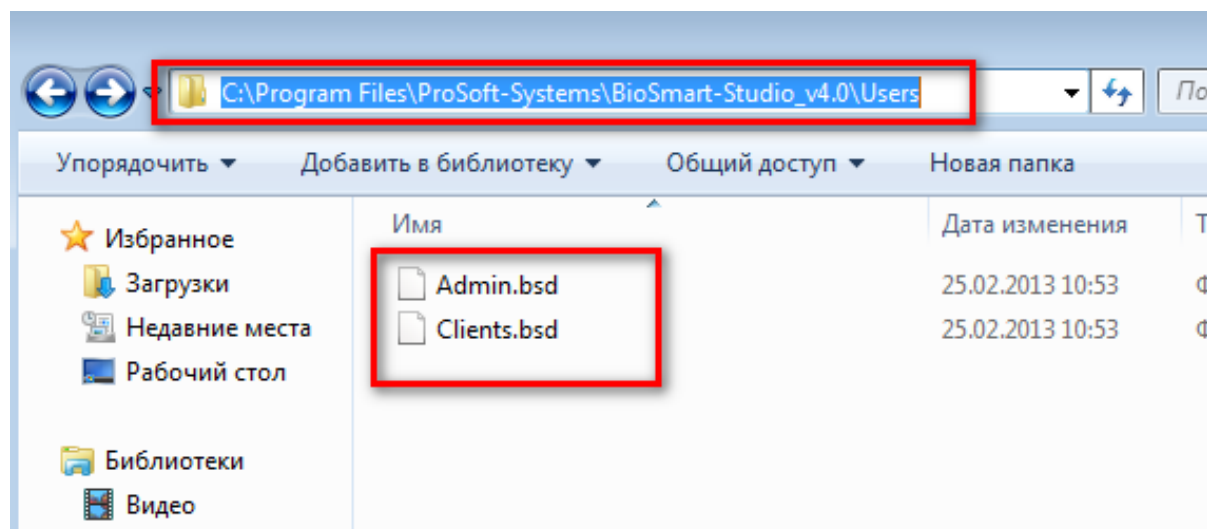 C:\Program Files\ProSoft-Systems\BioSmart-Studio_v4.0\Users
По
Упорядочить Добавить в библиотеку Общий доступ Новая папка
Имя Дата изменения Т
Избранное
Загрузки Admin.bsd 25.02.2013 10:53 Ф
Недавние места Clients.bsd 25.02.2013 10:53 Ф
Рабочий стол
Библиотеки
Видео